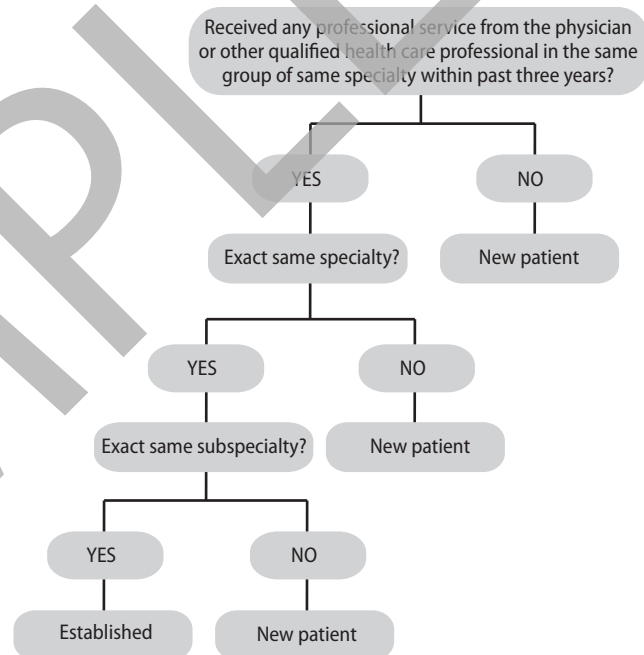 Received any professional service from the physician
or other qualified health care professional in the same
group of same specialty within past three years?
YES
NO
Exact same specialty?
New patient
YES
NO
Exact same subspecialty?
New patient
YES
NO
Established
New patient